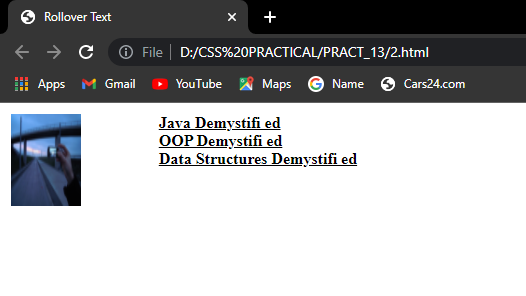 Rollover Text
File D:/CSS%20PRACTICAL/PRACT_13/2.html
Apps Gmail YouTube Maps Name Cars24.com
Java Demystifi ed
OOP Demystifi ed
Data Structures Demystifi ed